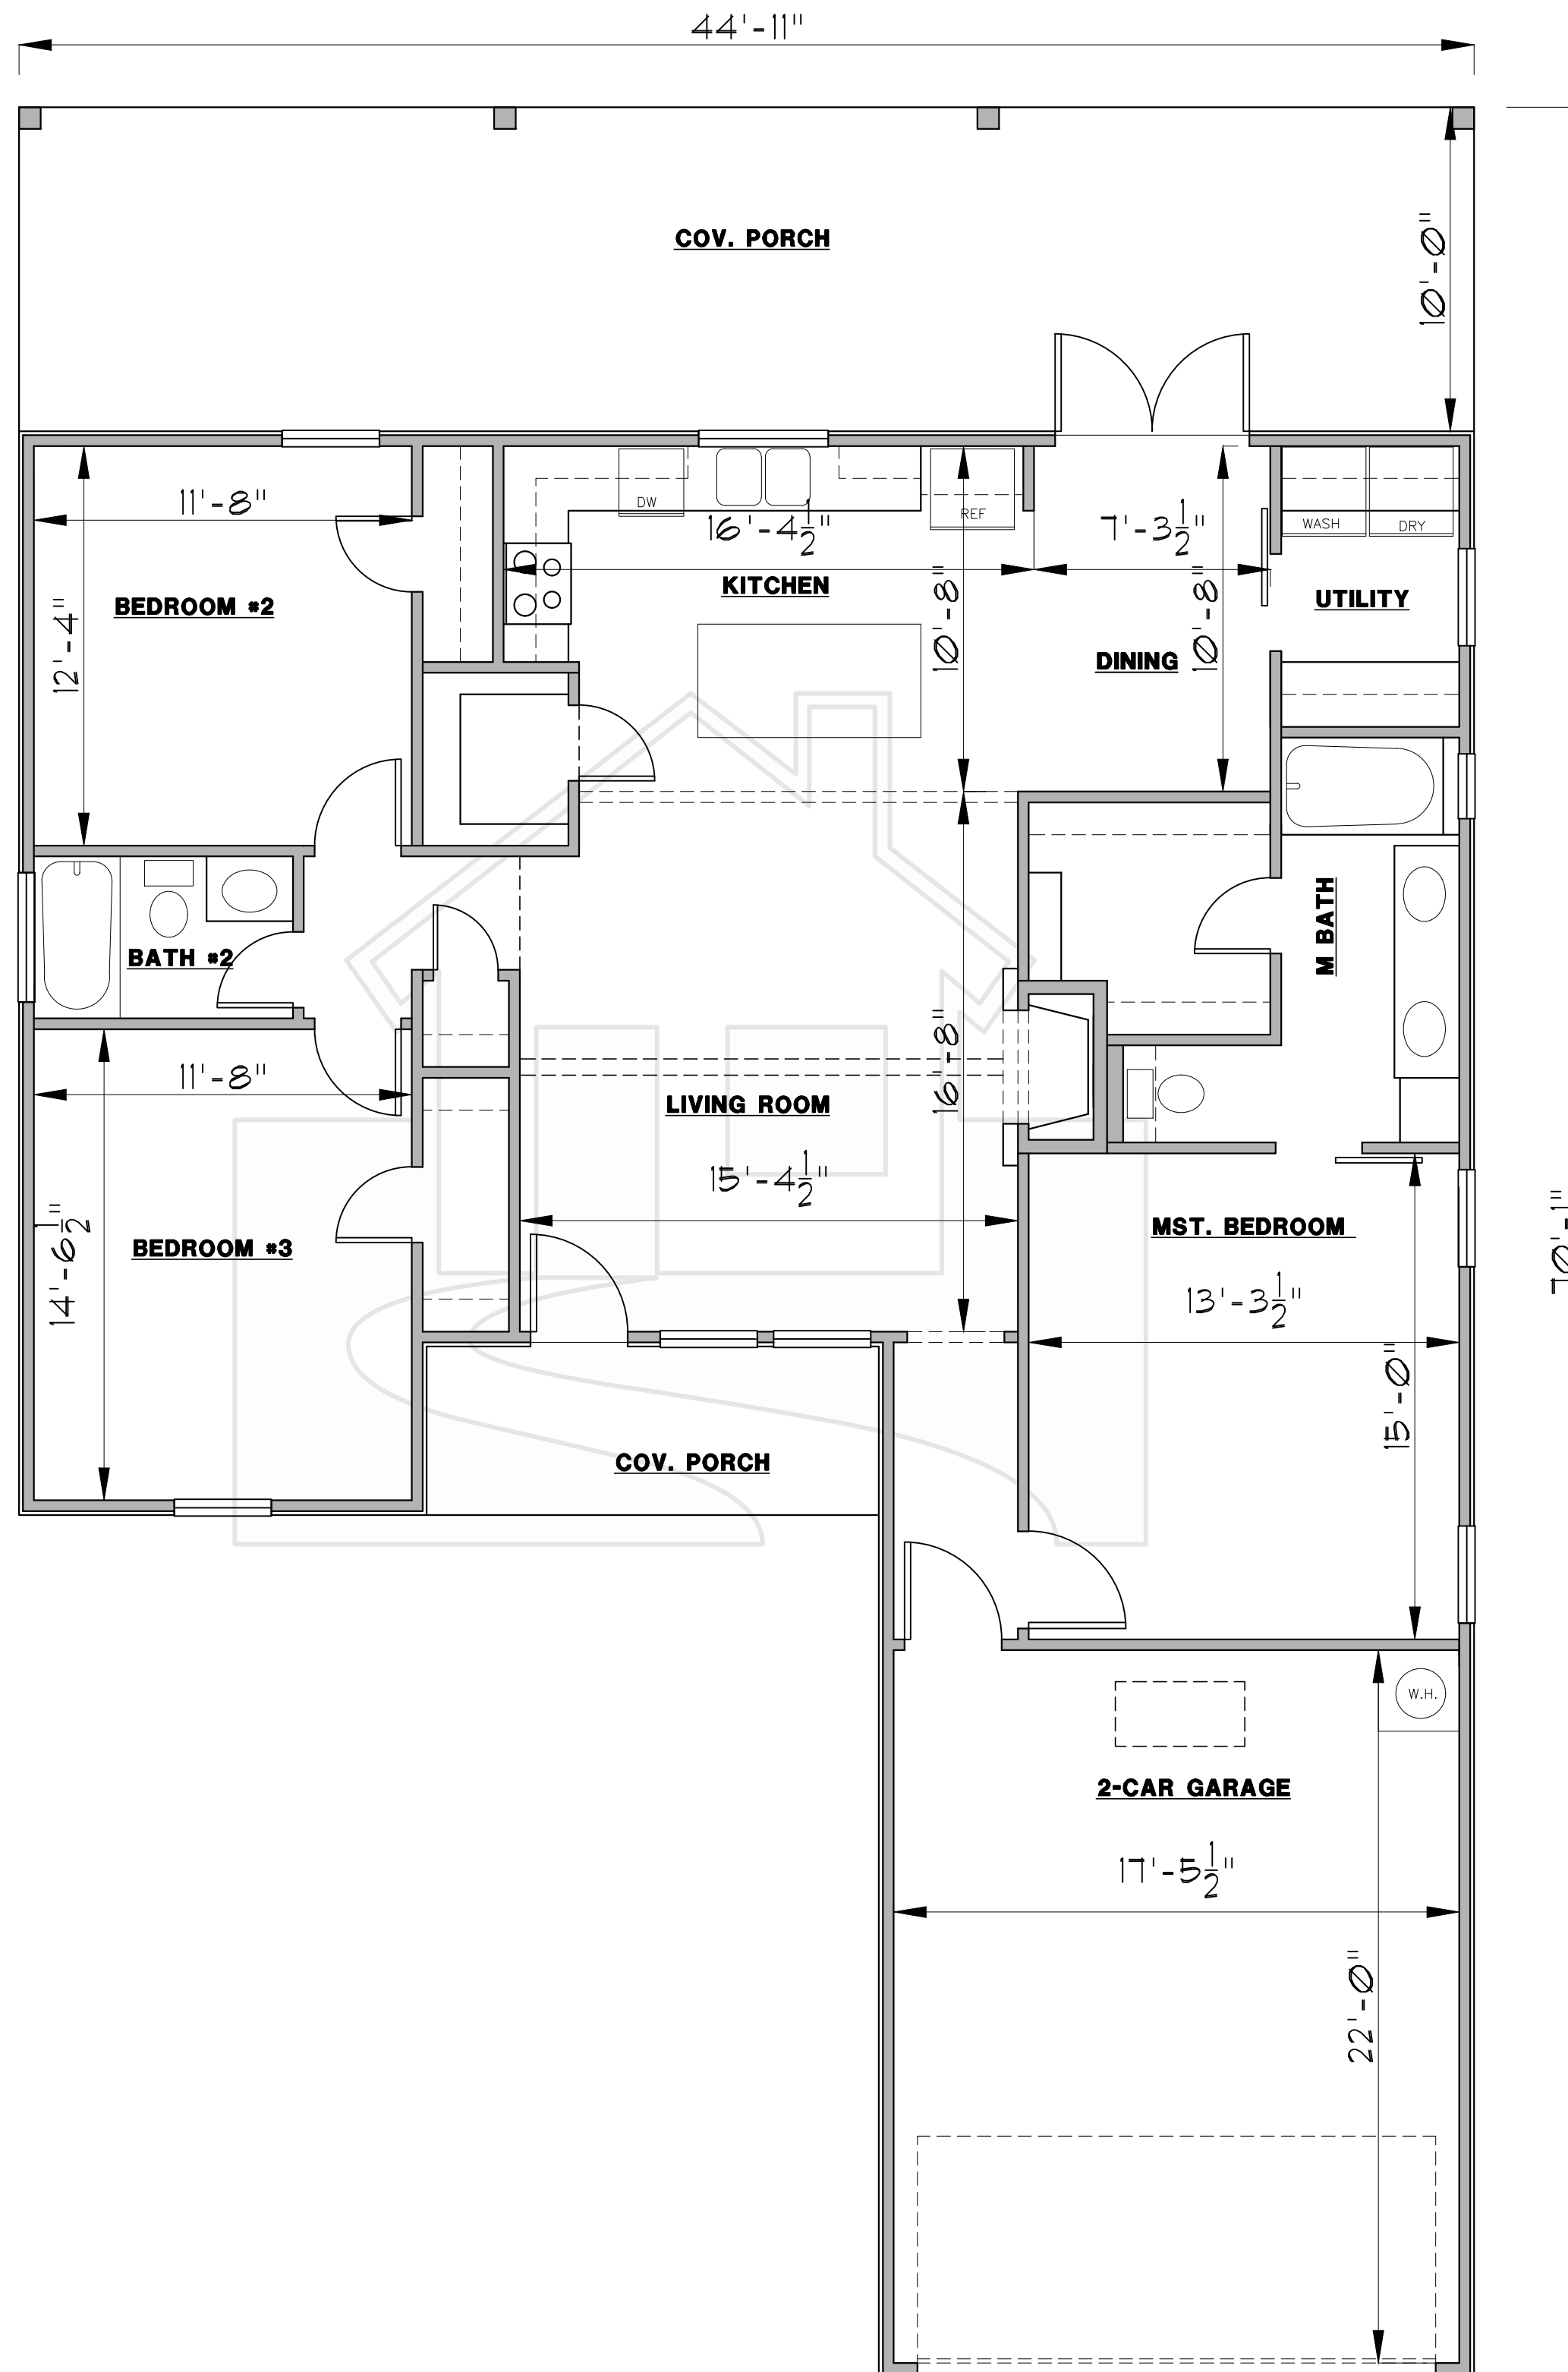 44'-11"
COV. PORCH
10'-0"
11'-8"
DW
REF
16'-4 1/2"
7'-3 1/2"
WASH
DRY
KITCHEN
BEDROOM #2
UTILITY
12'-4"
10'-8"
10'-8"
DINING
M BATH
BATH #2
11'-8"
16'-8"
LIVING ROOM
15'-4 1/2"
14'-6 1/2"
BEDROOM #3
MST. BEDROOM
70'-1"
13'-3 1/2"
15'-0"
COV. PORCH
W.H.
2-CAR GARAGE
17'-5 1/2"
22'-0"